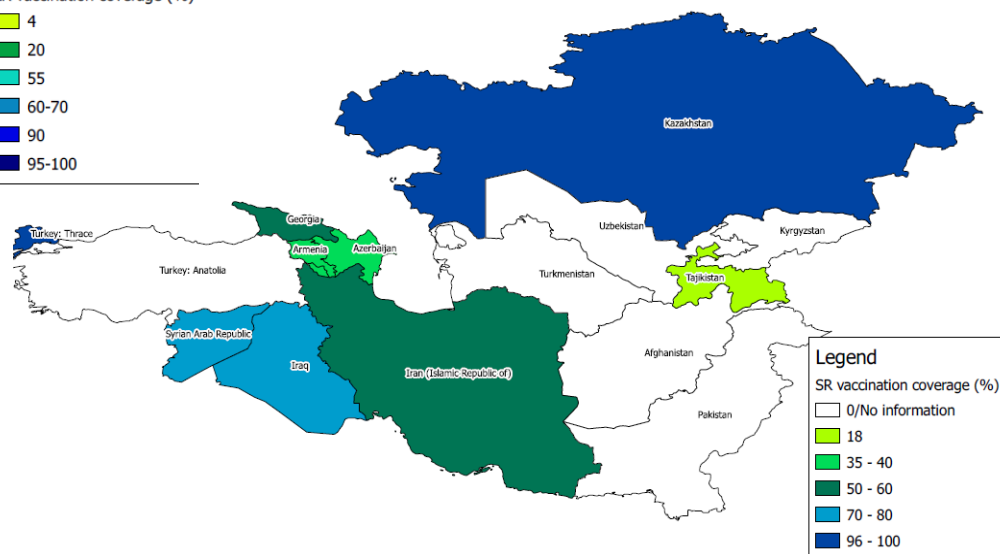 vaccination coverage (%)
4
20
55
60-70
90
95-100
Kazakhstan
Georgia
Turkey: Thrace
Uzbekistan
Kyrgyzstan
Armenia
Azerbaijan
Turkey: Anatolia
Turkmenistan
Tajikistan
Syrian Arab Republic
Afghanistan
Iraq
Iran (Islamic Republic of)
Pakistan
Legend
SR vaccination coverage (%)
0/No information
18
35 - 40
50 - 60
70 - 80
96 - 100